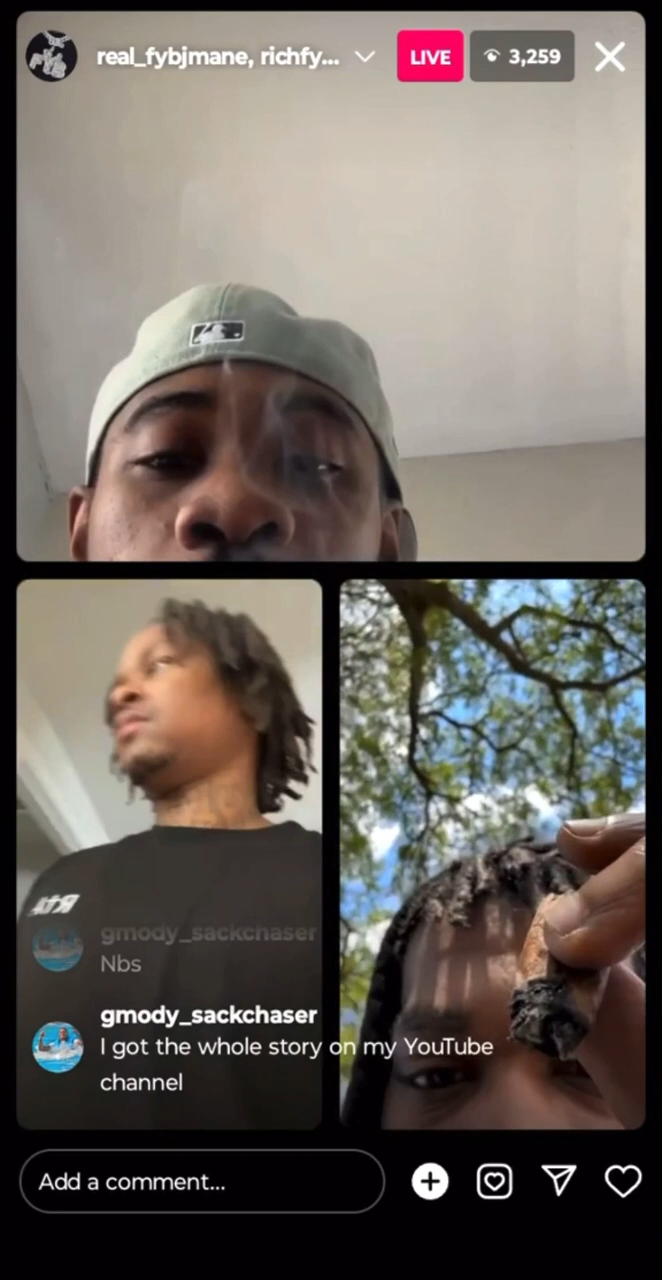 real_fybjmane, richfy...
LIVE
3,259
gmody_sackchaser
Nbs
gmody_sackchaser
I got the whole story on my YouTube
channel
Add a comment...